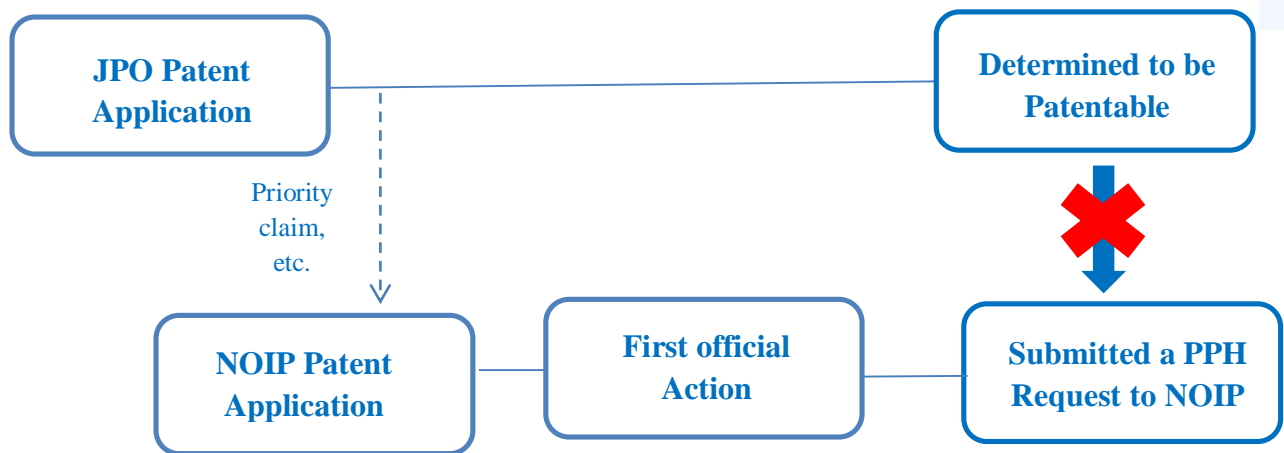 JPO Patent
Application
Determined to be
Patentable
Priority
claim,
etc.
NOIP Patent
Application
First official
Action
Submitted a PPH
Request to NOIP